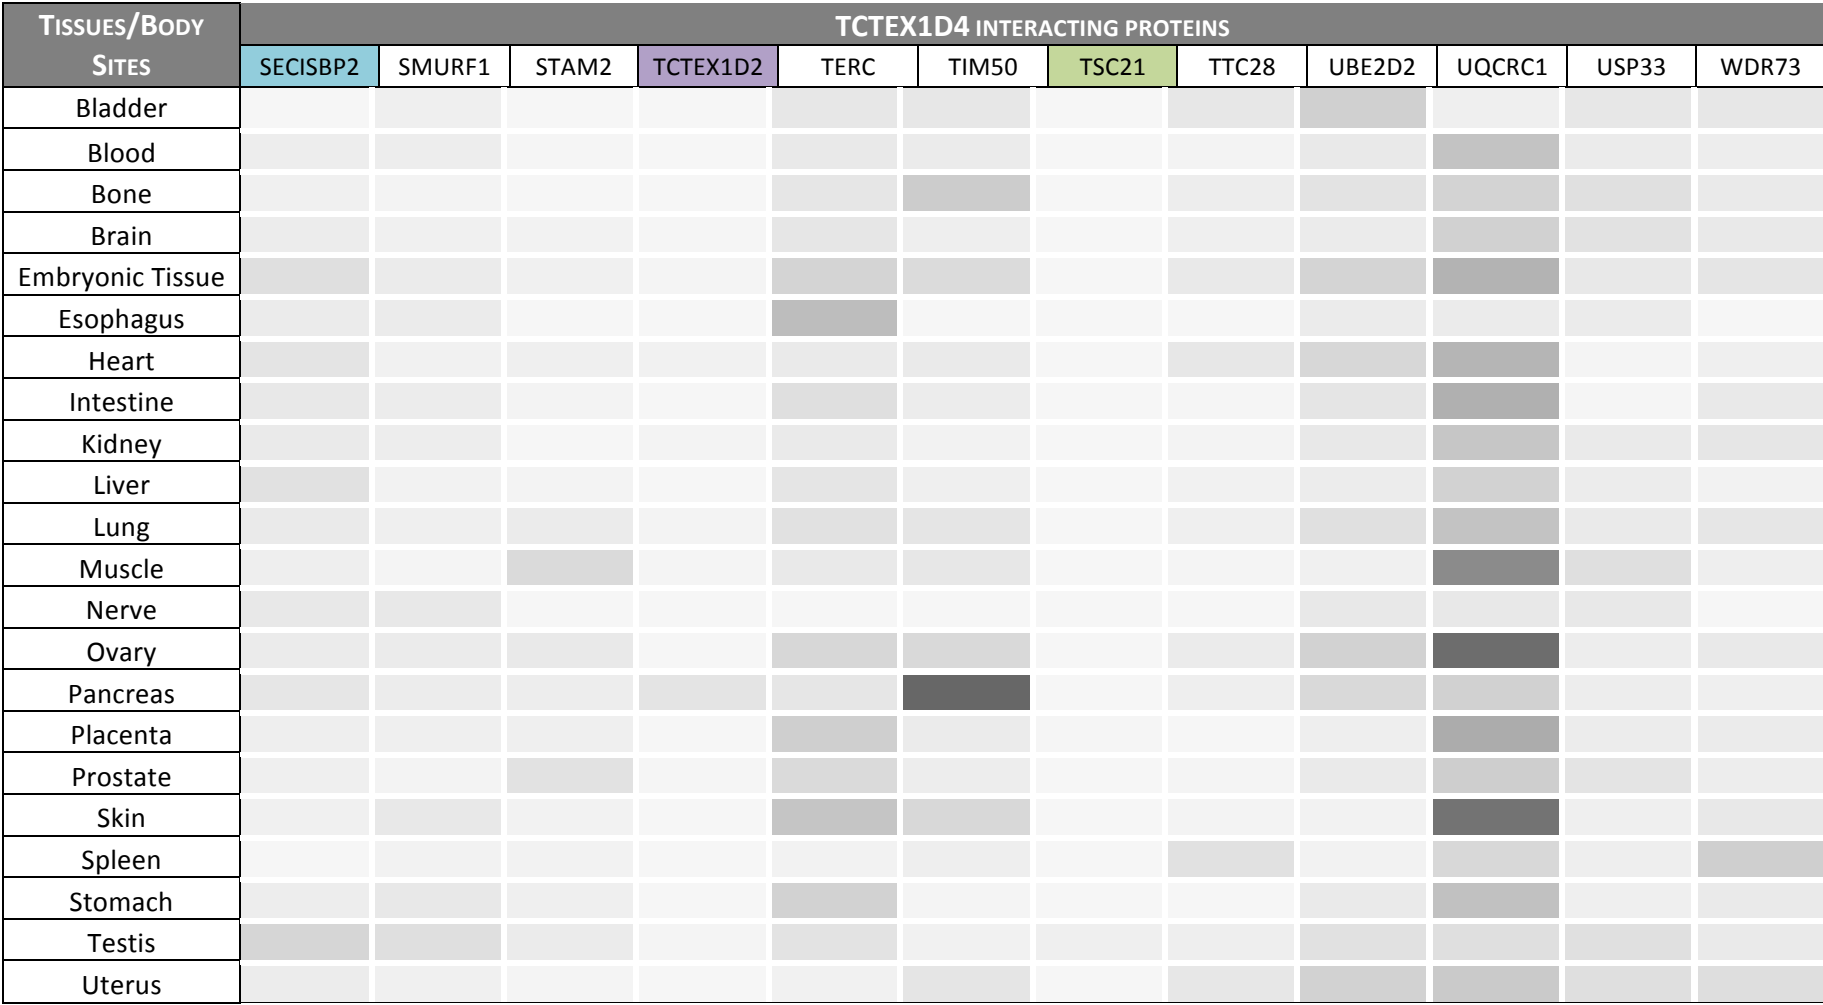 TISSUES/BODY SITES
TCTEX1D4 INTERACTING PROTEINS
SECISBP2 SMURF1 STAM2 TCTEX1D2 TERC TIM50 TSC21 TTC28 UBE2D2 UQCRC1 USP33 WDR73
Bladder
Blood
Bone
Brain
Embryonic Tissue
Esophagus
Heart
Intestine
Kidney
Liver
Lung
Muscle
Nerve
Ovary
Pancreas
Placenta
Prostate
Skin
Spleen
Stomach
Testis
Uterus